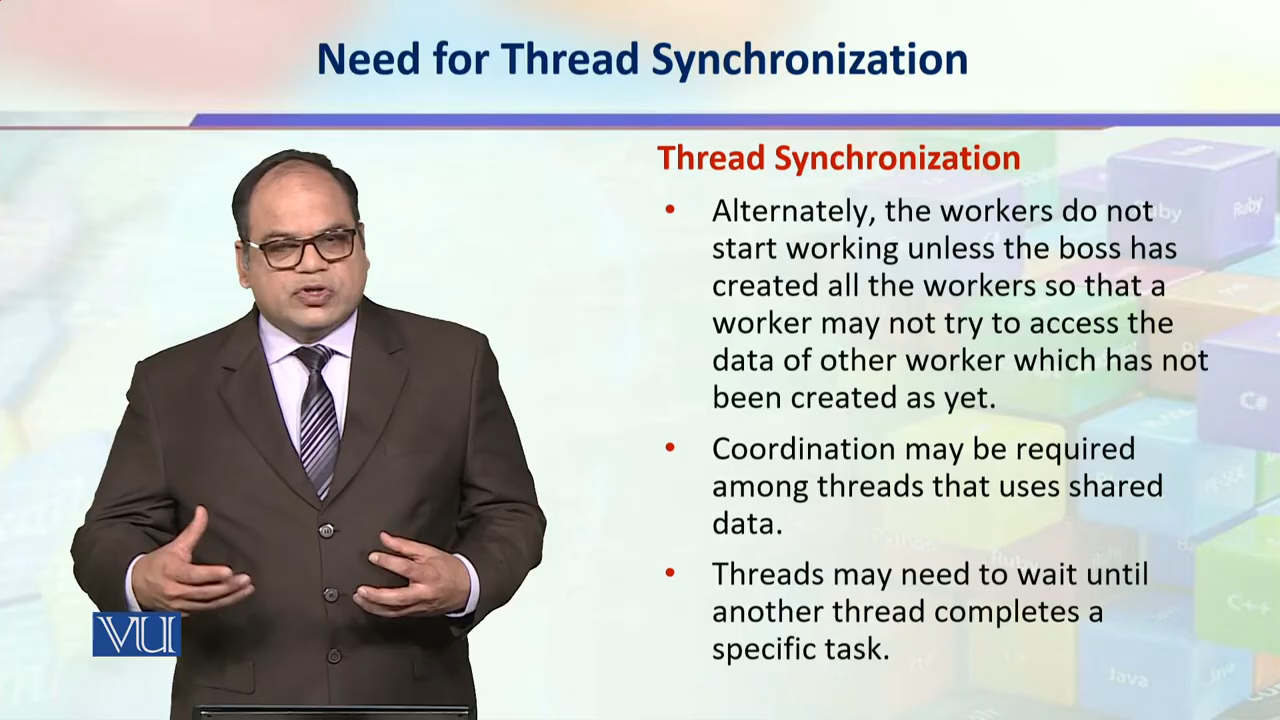 Need for Thread Synchronization
Thread Synchronization
• Alternately, the workers do not
start working unless the boss has
created all the workers so that a
worker may not try to access the
data of other worker which has not
been created as yet.
• Coordination may be required
among threads that uses shared
data.
• Threads may need to wait until
another thread completes a
specific task.
VU
Ruby
C++
Java